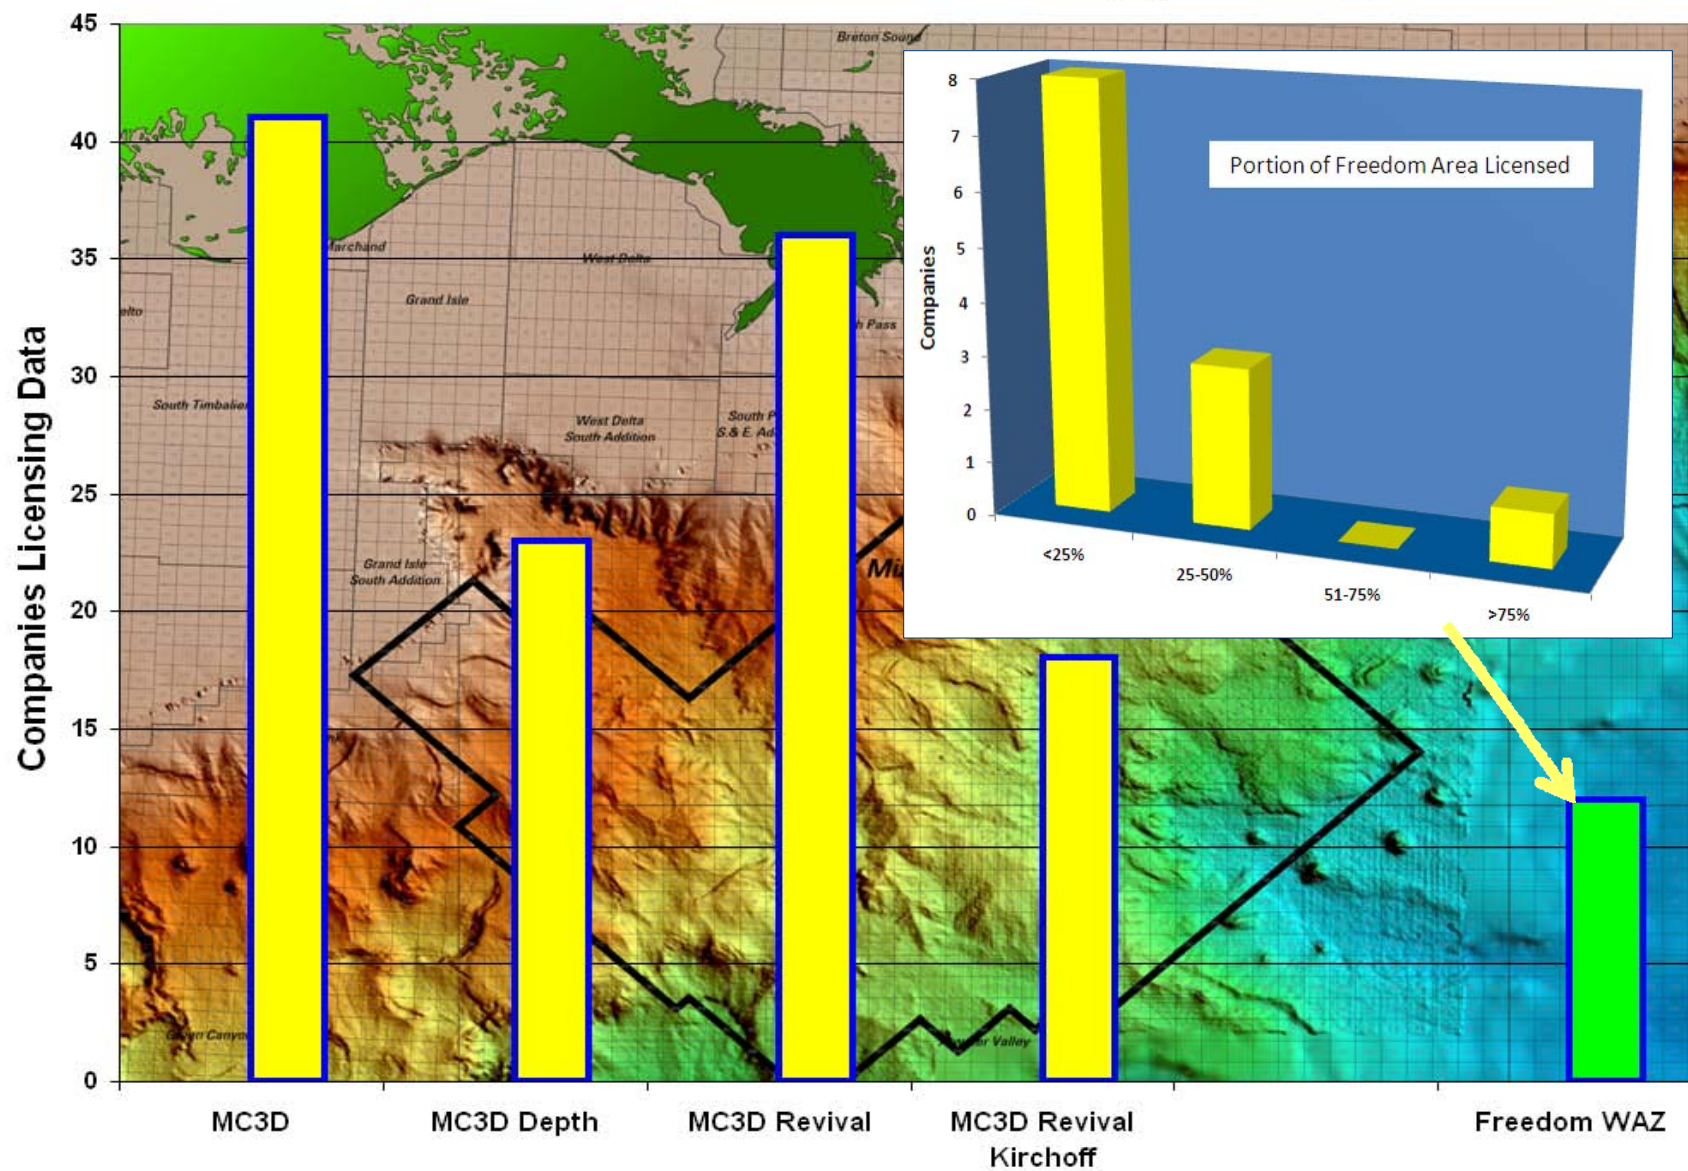 45
40
35
30
25
20
15
10
5
0
Companies Licensing Data
Breton Sound
Marchand
West Delta
Grand Isle
South Timbalier
West Delta
South Addition
South
S.& E.
Pass
Grand Isle
South Addition
Valley
8
7
6
5
4
3
2
1
0
Companies
Portion of Freedom Area Licensed
<25%
25-50%
51-75%
>75%
MC3D
MC3D Depth
MC3D Revival
MC3D Revival
Kirchoff
Freedom WAZ